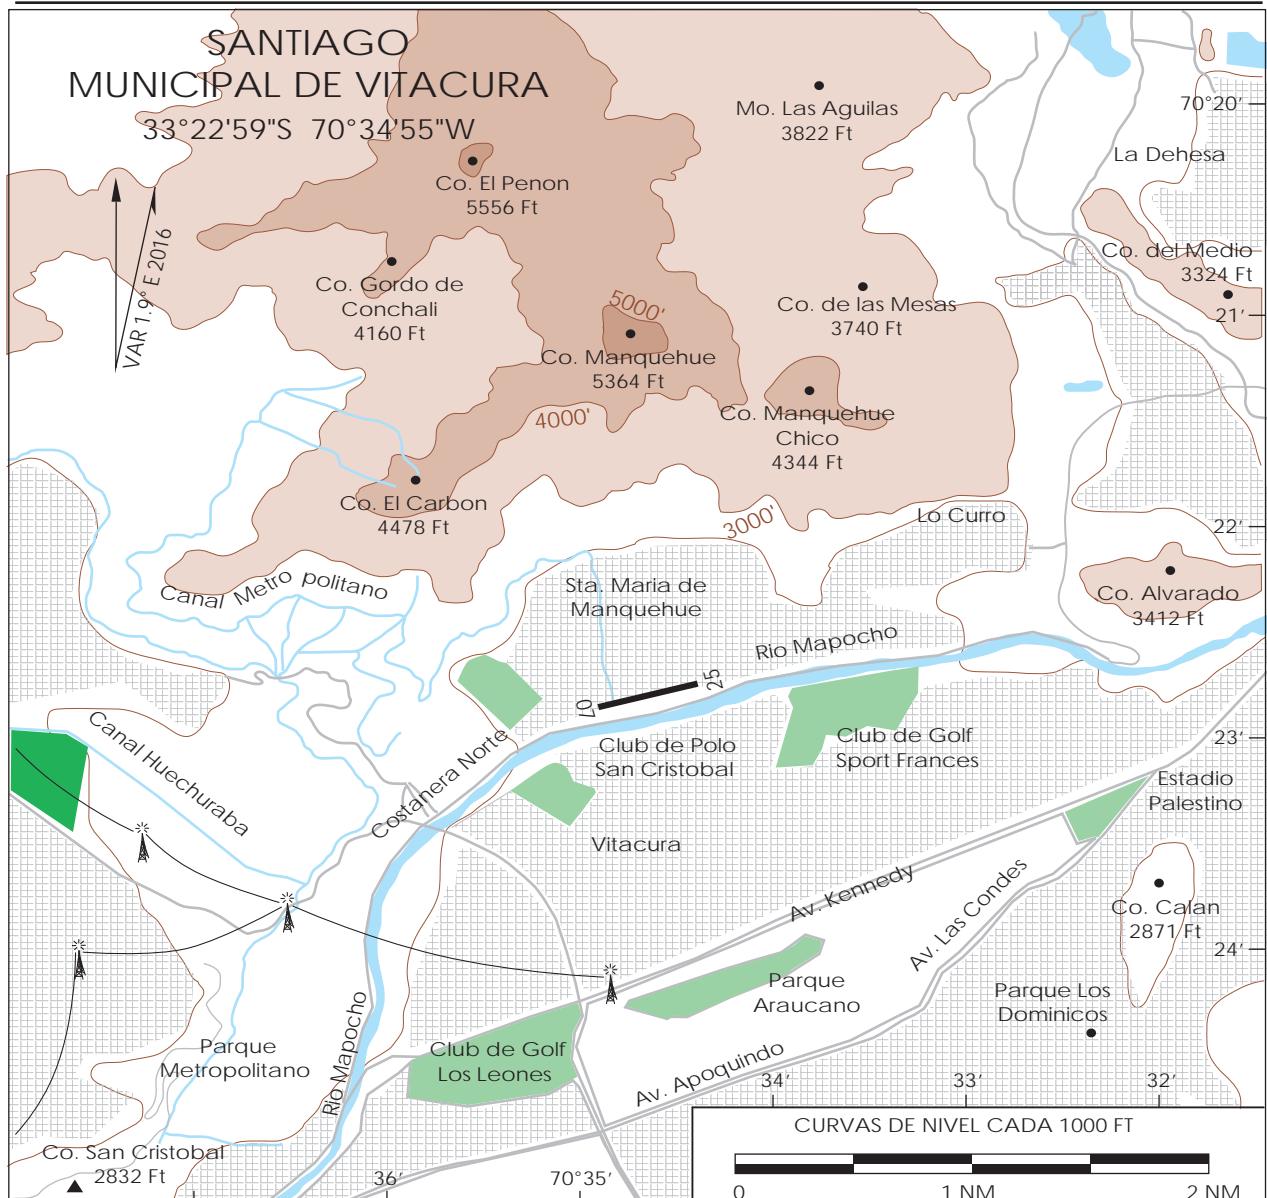 SANTIAGO
MUNICIPAL DE VITACURA
33°22'59"S 70°34'55"W
VAR 1.9° E 2016
Mo. Las Aguilas
3822 Ft
70°20'
La Dehesa
Co. El Penon
5556 Ft
Co. del Medio
3324 Ft
Co. Gordo de
Conchali
4160 Ft
5000'
Co. de las Mesas
3740 Ft
21'
Co. Manquehue
5364 Ft
4000'
Co. Manquehue
Chico
4344 Ft
Co. El Carbon
4478 Ft
3000'
Lo Curro
22'
Canal Metro politano
Sta. Maria de
Manquehue
Co. Alvarado
3412 Ft
Rio Mapocho
07
25
Canal Huechuraba
Costanera Norte
Club de Polo
San Cristobal
Club de Golf
Sport Frances
23'
Estadio
Palestino
Vitacura
Av. Kennedy
Av. Las Condes
Co. Calan
2871 Ft
24'
Parque
Araucano
Parque Los
Dominicos
Parque
Metropolitano
Rio Mapocho
Club de Golf
Los Leones
Av. Apoquindo
34'
33'
32'
CURVAS DE NIVEL CADA 1000 FT
Co. San Cristobal
2832 Ft
36'
70°35'
0
1 NM
2 NM